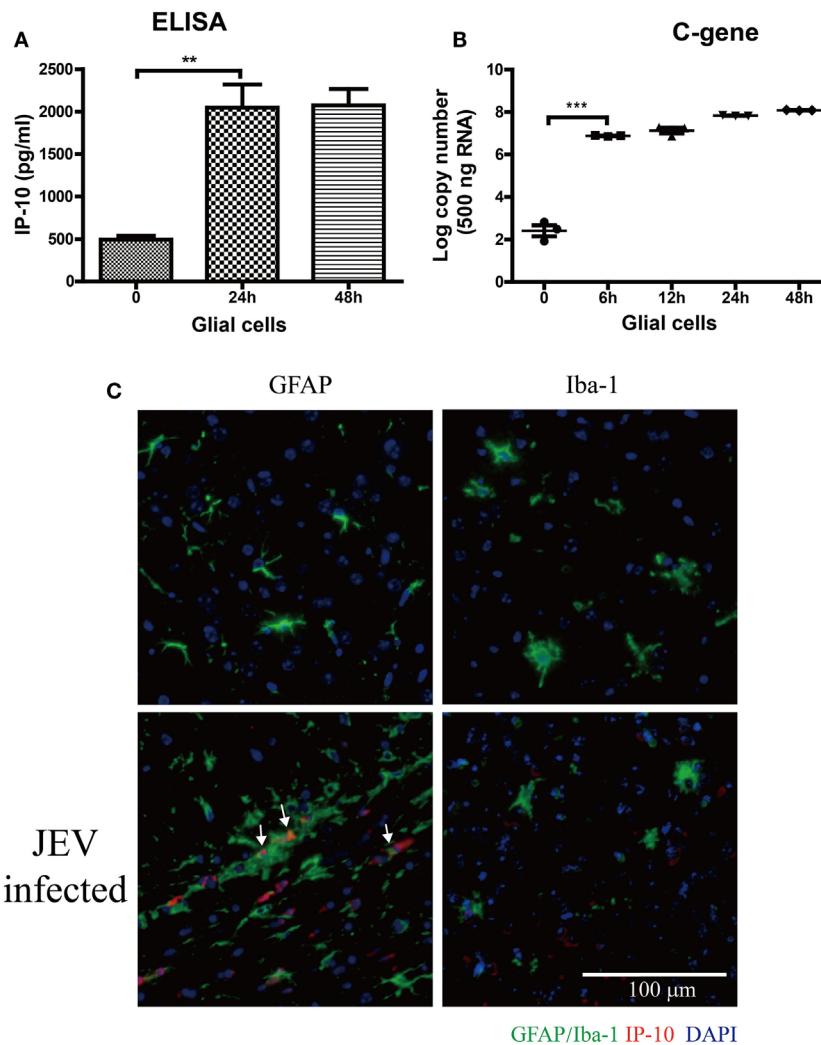 A
ELISA
**
IP-10 (pg/ml)
2500
2000
1500
1000
500
0
0
24h
48h
Glial cells
B
C-gene
***
Log copy number
(500 ng RNA)
10
8
6
4
2
0
0
6h
12h
24h
48h
Glial cells
C
GFAP
Iba-1
JEV
infected
100 µm
GFAP/Iba-1 IP-10 DAPI